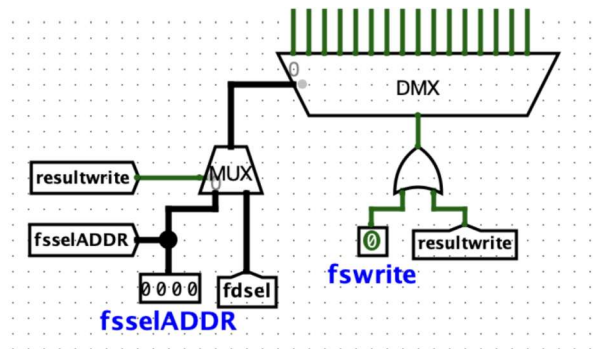 0
DMX
resultwrite
MUX
0
fsselADDR
0
resultwrite
0000
fdsel
fswrite
fsselADDR